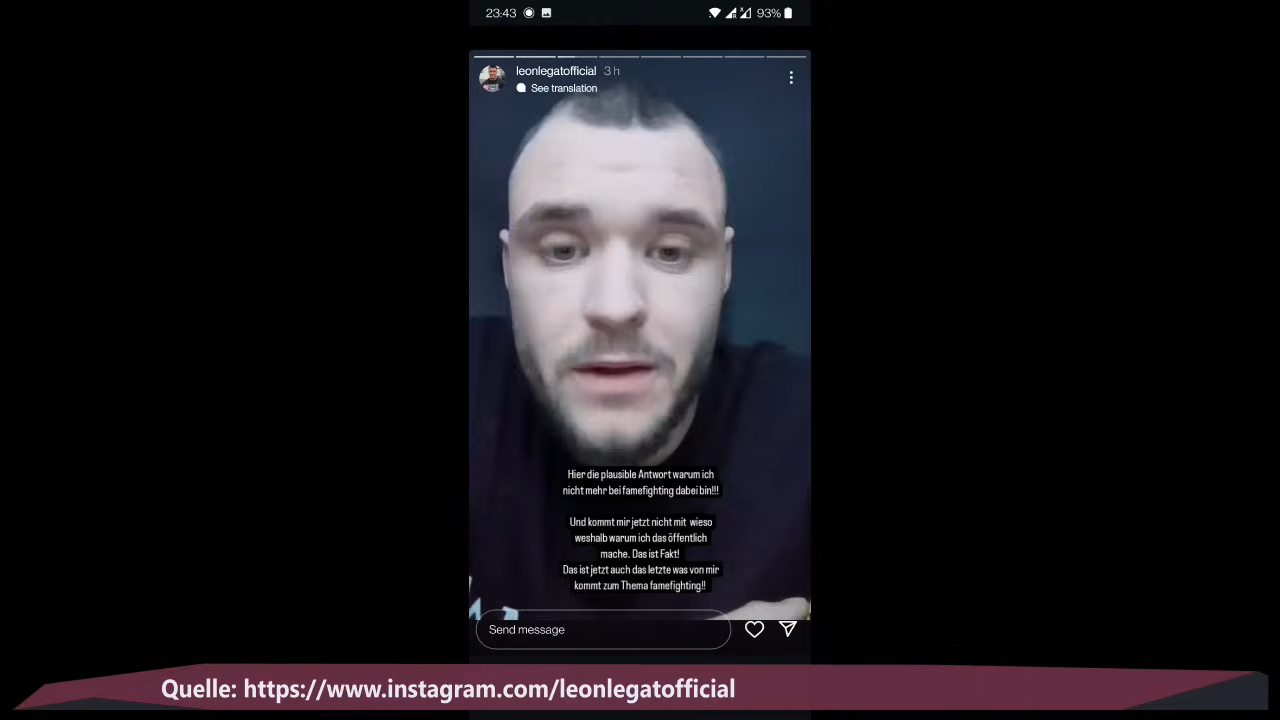 23:43
93%
leonlegatofficial 3 h
See translation
Hier die plausible Antwort warum ich
nicht mehr bei famefighting dabei bin!!!
Und kommt mir jetzt nicht mit wieso
weshalb warum ich das öffentlich
mache. Das ist Fakt!
Das ist jetzt auch das letzte was von mir
kommt zum Thema famefighting!!
Send message
Quelle: https://www.instagram.com/leonlegatofficial